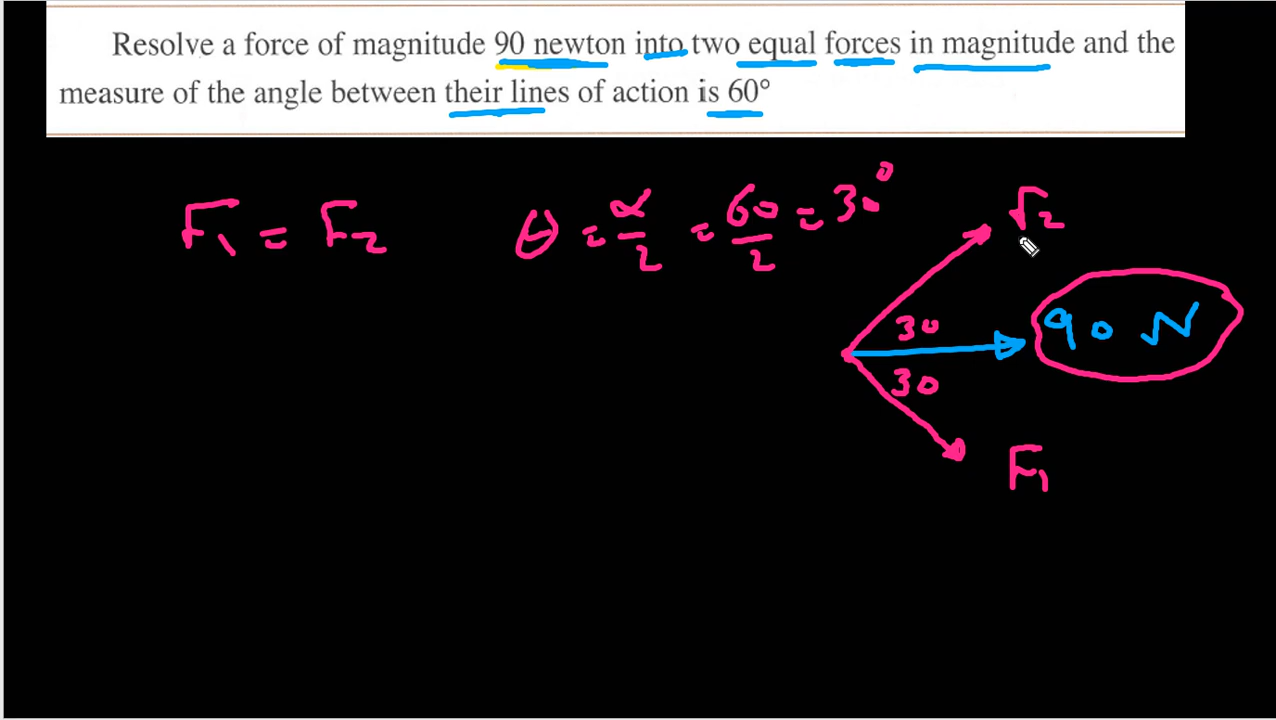 Resolve a force of magnitude 90 newton into two equal forces in magnitude and the
measure of the angle between their lines of action is 60°
F₁ = F₂
θ = α/2 = 60/2 = 30°
F₂
30
90 N
30
F₁